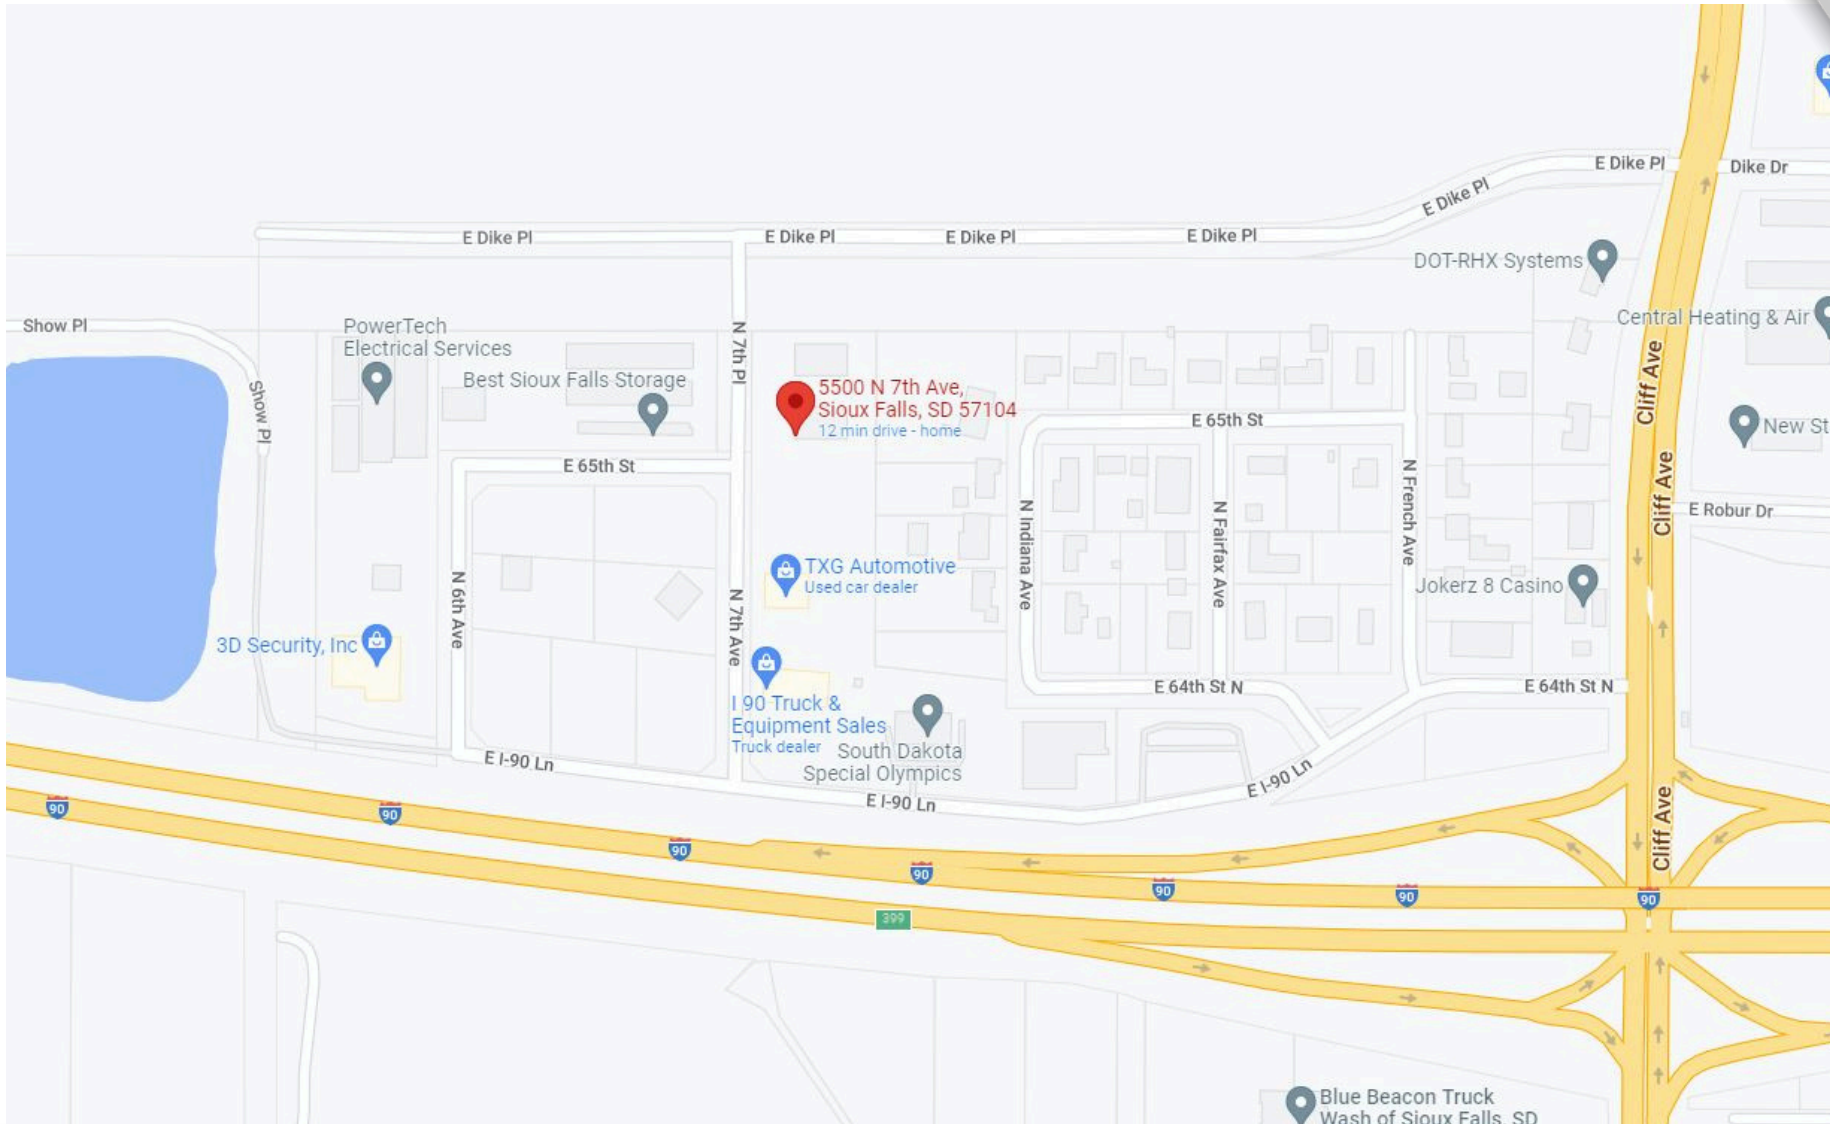 E Dike Pl
Dike Dr
E Dike Pl
E Dike Pl
E Dike Pl
E Dike Pl
E Dike Pl
DOT-RHX Systems
Show Pl
PowerTech
Electrical Services
Central Heating & Air
N 7th Pl
Best Sioux Falls Storage
5500 N 7th Ave,
Sioux Falls, SD 57104
12 min drive - home
Show Pl
Cliff Ave
E 65th St
New St
E 65th St
Cliff Ave
N French Ave
E Robur Dr
N Indiana Ave
N Fairfax Ave
TXG Automotive
Used car dealer
Jokerz 8 Casino
N 6th Ave
N 7th Ave
3D Security, Inc
E 64th St N
E 64th St N
I 90 Truck &
Equipment Sales
Truck dealer
South Dakota
Special Olympics
E I-90 Ln
E I-90 Ln
E I-90 Ln
Cliff Ave
90
90
90
90
90
90
90
399
Blue Beacon Truck
Wash of Sioux Falls, SD